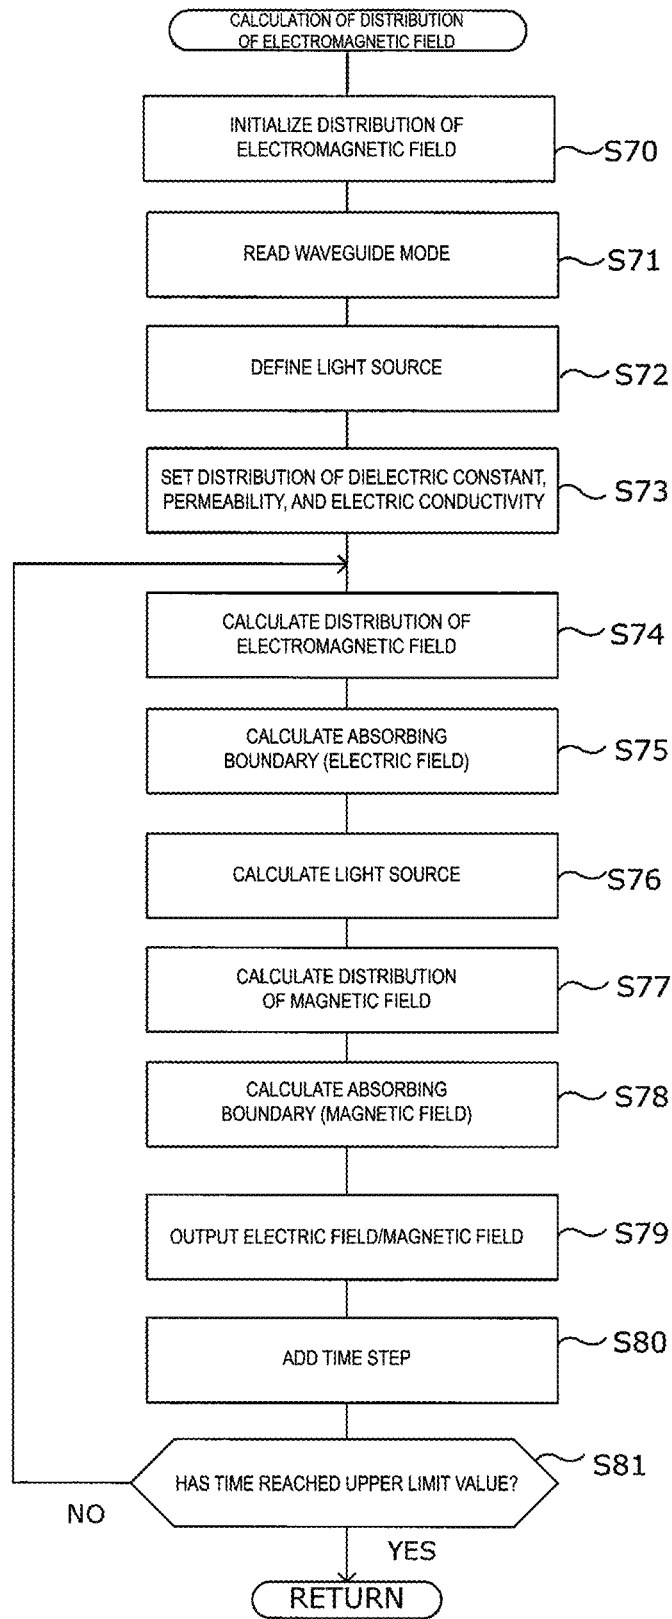 CALCULATION OF DISTRIBUTION
OF ELECTROMAGNETIC FIELD
INITIALIZE DISTRIBUTION OF
ELECTROMAGNETIC FIELD
S70
READ WAVEGUIDE MODE
S71
DEFINE LIGHT SOURCE
S72
SET DISTRIBUTION OF DIELECTRIC CONSTANT,
PERMEABILITY, AND ELECTRIC CONDUCTIVITY
S73
CALCULATE DISTRIBUTION OF
ELECTROMAGNETIC FIELD
S74
CALCULATE ABSORBING
BOUNDARY (ELECTRIC FIELD)
S75
CALCULATE LIGHT SOURCE
S76
CALCULATE DISTRIBUTION
OF MAGNETIC FIELD
S77
CALCULATE ABSORBING
BOUNDARY (MAGNETIC FIELD)
S78
OUTPUT ELECTRIC FIELD/MAGNETIC FIELD
S79
ADD TIME STEP
S80
HAS TIME REACHED UPPER LIMIT VALUE?
S81
NO
YES
RETURN